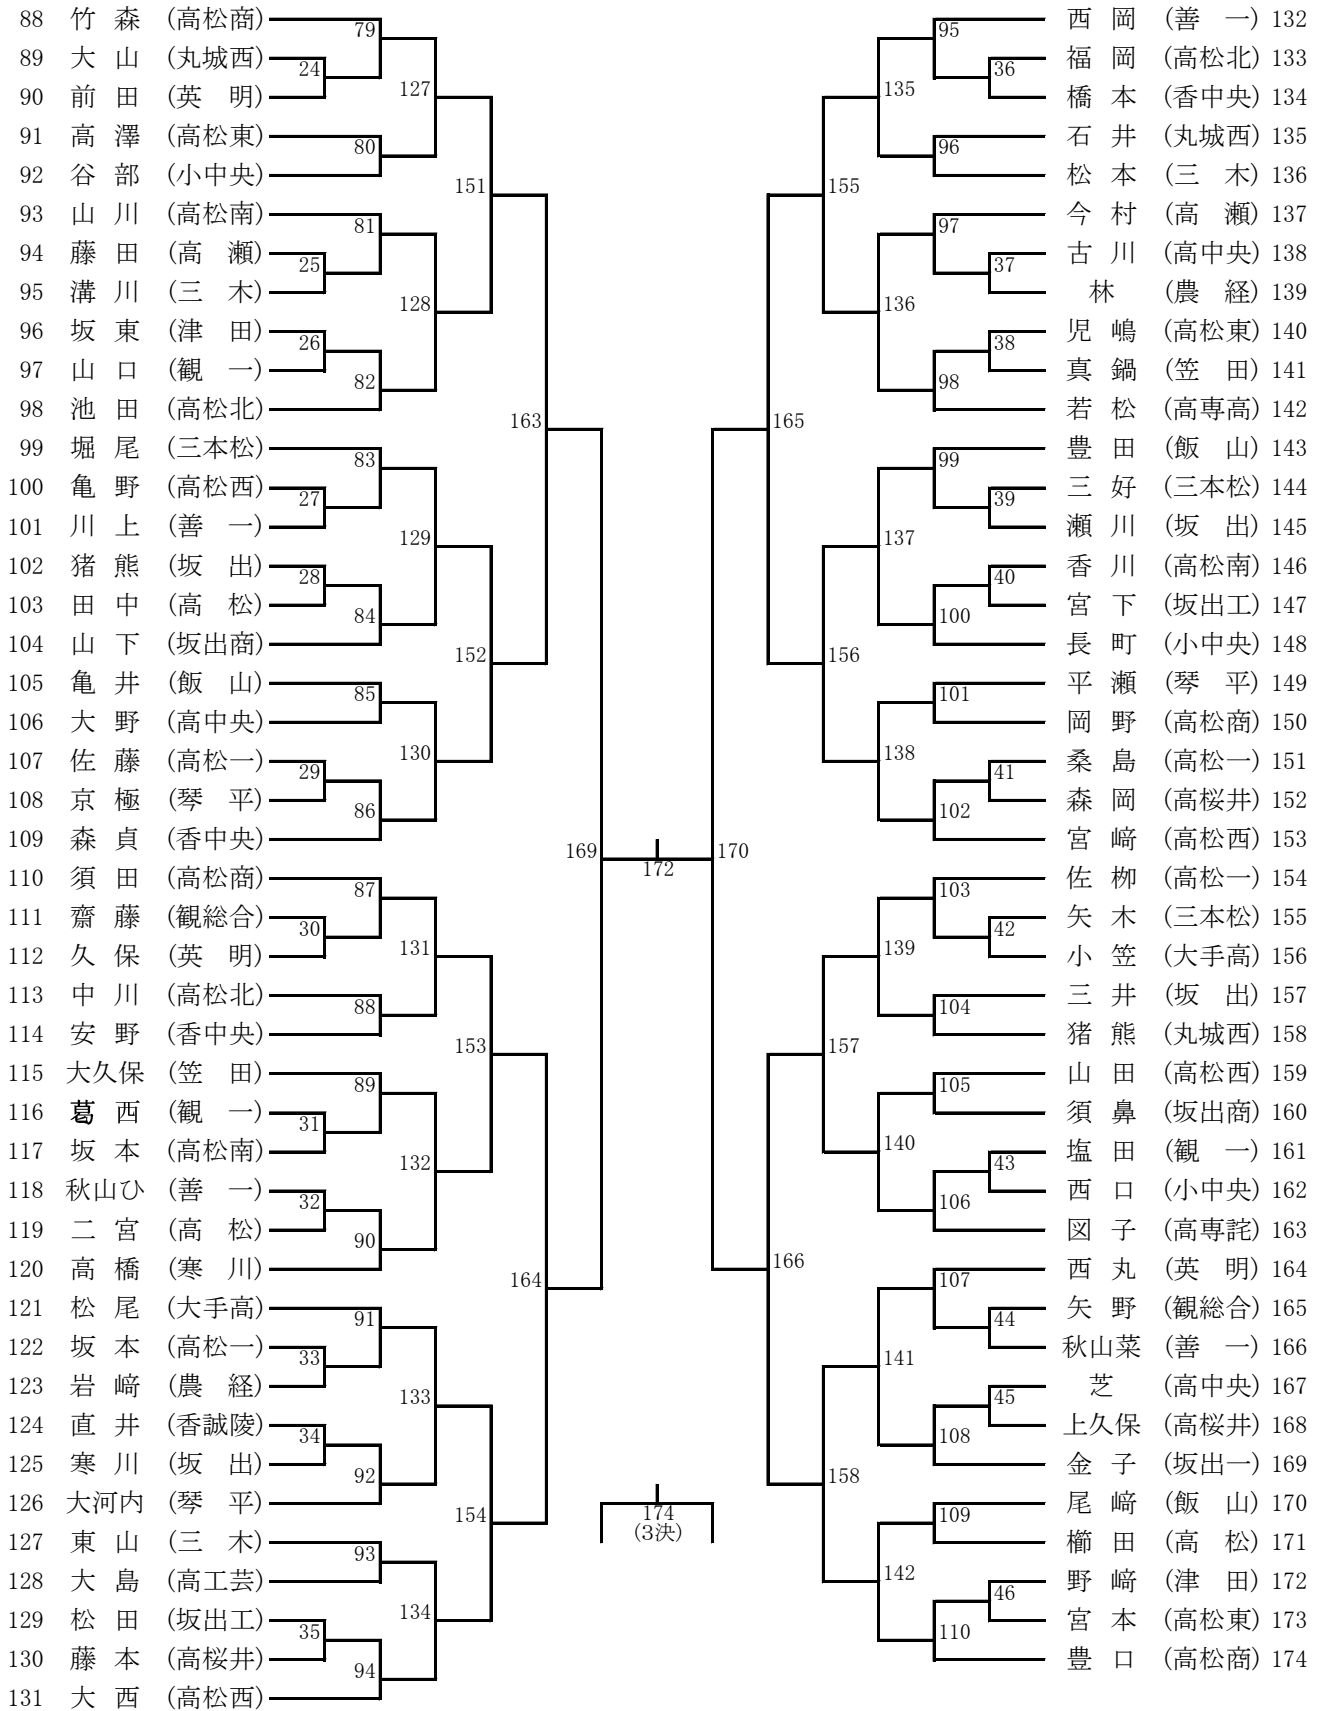 88 竹 森 (高松商) 79 95 西 岡 (善 一) 132
89 大 山 (丸城西) 24 36 福 岡 (高松北) 133
90 前 田 (英 明) 127 135 橋 本 (香中央) 134
91 高 澤 (高松東) 80 96 石 井 (丸城西) 135
92 谷 部 (小中央) 151 155 松 本 (三 木) 136
93 山 川 (高松南) 81 97 今 村 (高 瀬) 137
94 藤 田 (高 瀬) 25 37 古 川 (高中央) 138
95 溝 川 (三 木) 128 136 林 (農 経) 139
96 坂 東 (津 田) 26 38 児 嶋 (高松東) 140
97 山 口 (観 一) 82 98 真 鍋 (笠 田) 141
98 池 田 (高松北) 163 165 若 松 (高専高) 142
99 堀 尾 (三本松) 83 99 豊 田 (飯 山) 143
100 亀 野 (高松西) 27 39 三 好 (三本松) 144
101 川 上 (善 一) 129 137 瀬 川 (坂 出) 145
102 猪 熊 (坂 出) 28 40 香 川 (高松南) 146
103 田 中 (高 松) 84 100 宮 下 (坂出工) 147
104 山 下 (坂出商) 152 156 長 町 (小中央) 148
105 亀 井 (飯 山) 85 101 平 瀬 (琴 平) 149
106 大 野 (高中央) 130 138 岡 野 (高松商) 150
107 佐 藤 (高松一) 29 41 桑 島 (高松一) 151
108 京 極 (琴 平) 86 102 森 岡 (高桜井) 152
109 森 貞 (香中央) 169 172 170 宮 﨑 (高松西) 153
110 須 田 (高松商) 87 103 佐 栁 (高松一) 154
111 齋 藤 (観総合) 30 42 矢 木 (三本松) 155
112 久 保 (英 明) 131 139 小 笠 (大手高) 156
113 中 川 (高松北) 88 104 三 井 (坂 出) 157
114 安 野 (香中央) 153 157 猪 熊 (丸城西) 158
115 大久保 (笠 田) 89 105 山 田 (高松西) 159
116 葛 西 (観 一) 31 須 鼻 (坂出商) 160
117 坂 本 (高松南) 132 140 43 塩 田 (観 一) 161
118 秋山ひ (善 一) 32 106 西 口 (小中央) 162
119 二 宮 (高 松) 90 図 子 (高専詫) 163
120 高 橋 (寒 川) 164 166 107 西 丸 (英 明) 164
121 松 尾 (大手高) 91 44 矢 野 (観総合) 165
122 坂 本 (高松一) 33 141 秋山菜 (善 一) 166
123 岩 﨑 (農 経) 133 45 芝 (高中央) 167
124 直 井 (香誠陵) 34 108 上久保 (高桜井) 168
125 寒 川 (坂 出) 92 158 金 子 (坂出一) 169
126 大河内 (琴 平) 154 174 109 尾 﨑 (飯 山) 170
(3決)
127 東 山 (三 木) 93 櫛 田 (高 松) 171
128 大 島 (高工芸) 142 46 野 﨑 (津 田) 172
129 松 田 (坂出工) 134 35 110 宮 本 (高松東) 173
130 藤 本 (高桜井) 94 豊 口 (高松商) 174
131 大 西 (高松西)